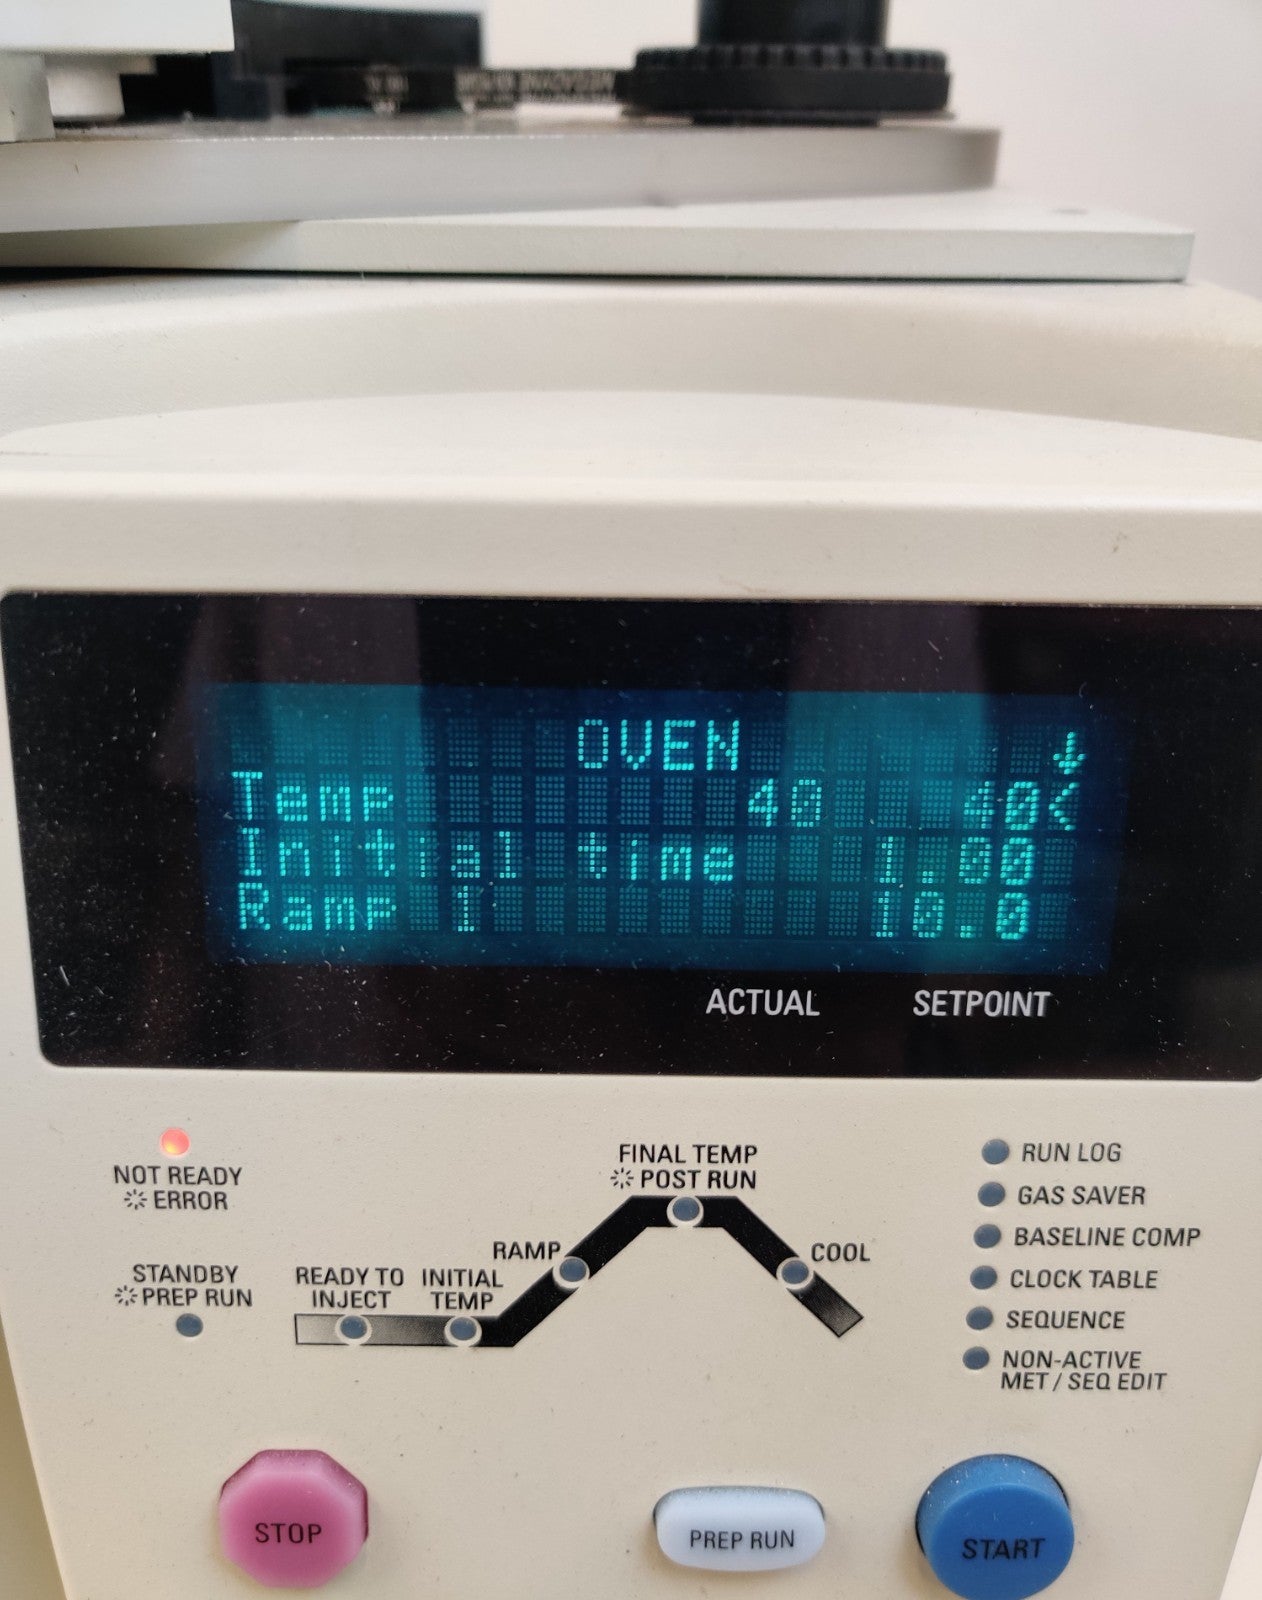 OVEN ↓
Temp 40 40<
Initial time 1.00
Ramp 1 10.0
ACTUAL SETPOINT
NOT READY
ERROR
STANDBY
PREP RUN
READY TO
INJECT
INITIAL
TEMP
RAMP
FINAL TEMP
POST RUN
COOL
RUN LOG
GAS SAVER
BASELINE COMP
CLOCK TABLE
SEQUENCE
NON-ACTIVE
MET / SEQ EDIT
STOP
PREP RUN
START